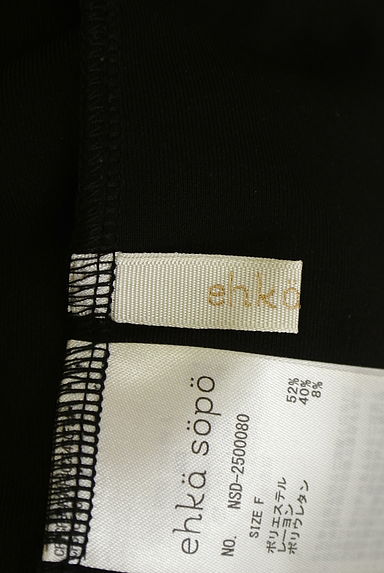 ehka
ehkä söpö
NO. NSD-2500080
SIZE F
ポリエステル 52%
レーヨン 40%
ポリウレタン 8%